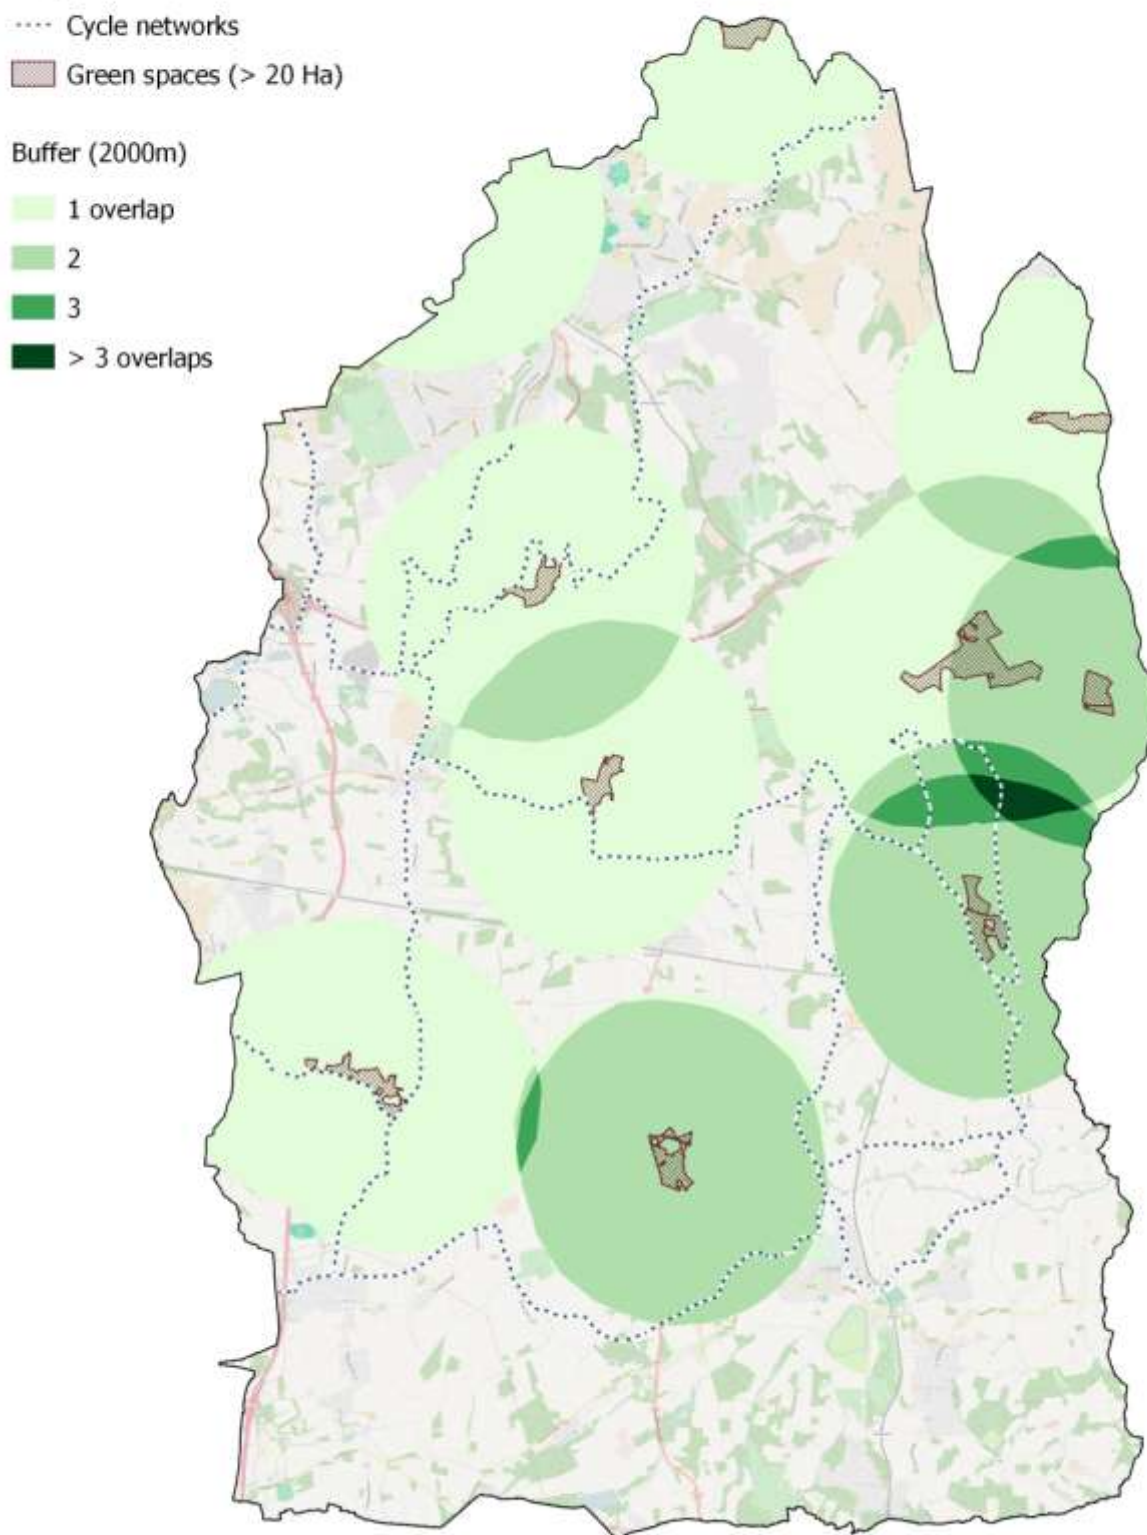 Cycle networks
Green spaces (> 20 Ha)
Buffer (2000m)
1 overlap
2
3
> 3 overlaps